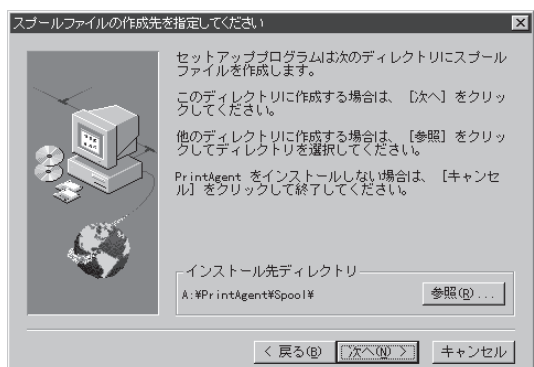 スプールファイルの作成先を指定してください
セットアッププログラムは次のディレクトリにスプール
ファイルを作成します。
このディレクトリに作成する場合は、［次へ］をクリッ
クしてください。
他のディレクトリに作成する場合は、［参照］をクリッ
クしてディレクトリを選択してください。
PrintAgent をインストールしない場合は、［キャンセ
ル］をクリックして終了してください。
インストール先ディレクトリ
A:¥PrintAgent¥Spool¥
参照(R)...
< 戻る(B)
次へ(N) >
キャンセル